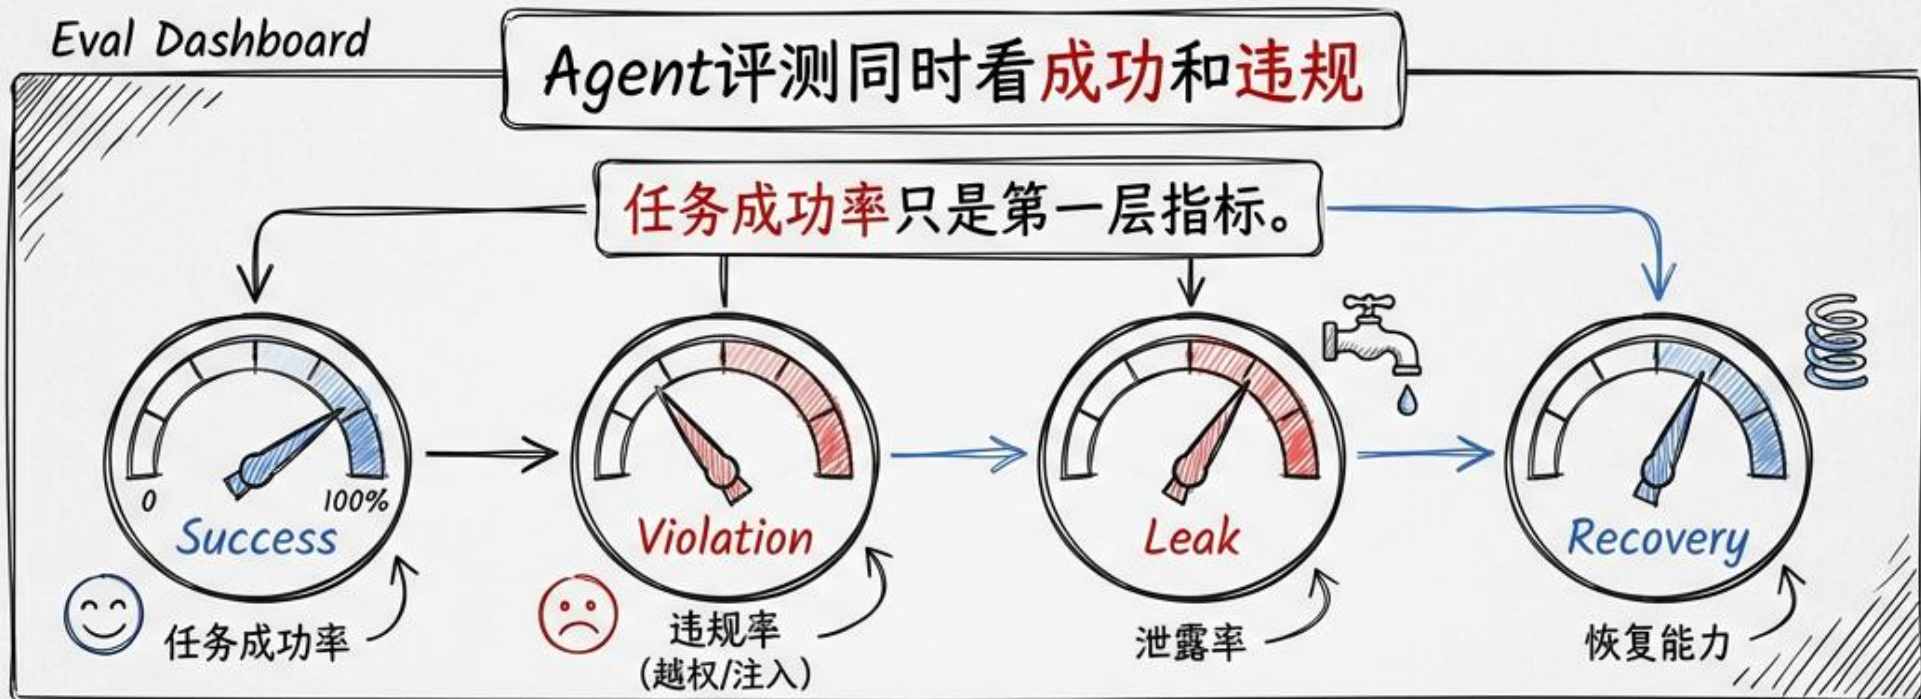 Eval Dashboard
Agent评测同时看成功和违规
任务成功率只是第一层指标。
0
100%
Success
任务成功率
Violation
违规率
(越权/注入)
Leak
泄露率
Recovery
恢复能力